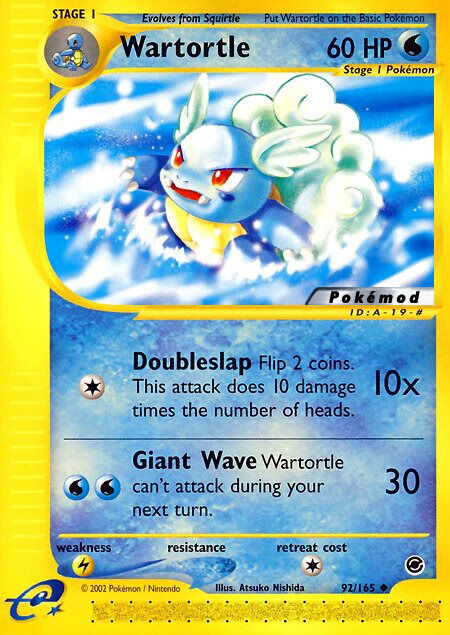 STAGE 1 Evolves from Squirtle Put Wartortle on the Basic Pokémon
Wartortle 60 HP
Stage 1 Pokémon
Pokémod
ID:A-19-#
Doubleslap Flip 2 coins.
This attack does 10 damage
times the number of heads.
10x
Giant Wave Wartortle
can't attack during your
next turn.
30
weakness resistance retreat cost
© 2002 Pokémon / Nintendo Illus. Atsuko Nishida 92/165
e